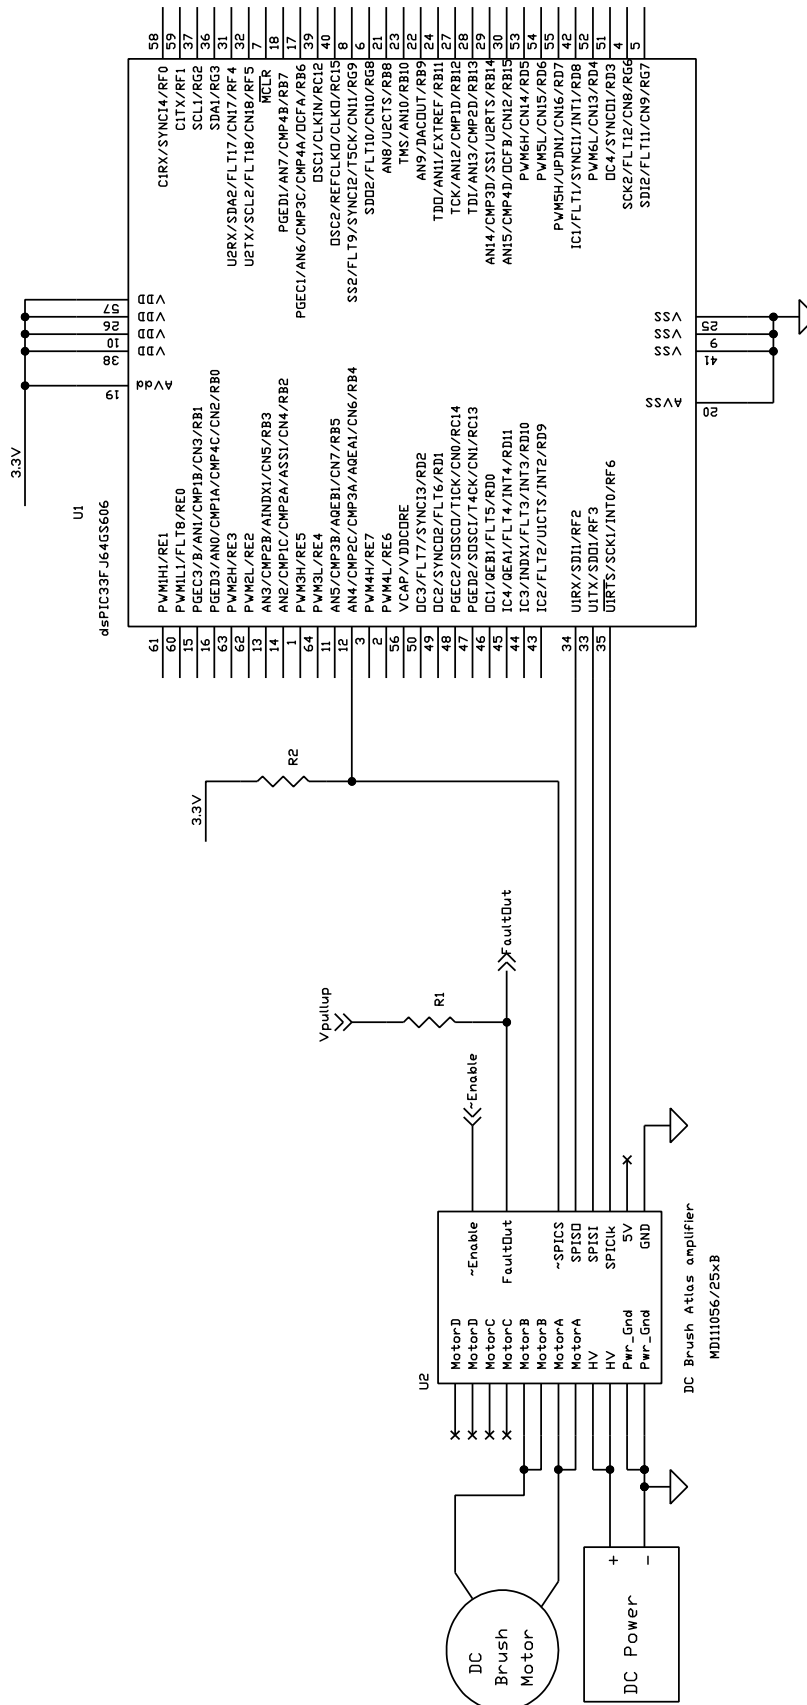 58
C1RX/SYNCI4/RF0
59
C1TX/RF1
37
SCL1/RG2
36
SDA1/RG3
31
U2RX/SDA2/FLT17/CN17/RF4
32
U2TX/SCL2/FLT18/CN18/RF5
7
MCLR
18
PGED1/AN7/CMP4B/RB7
17
PGEC1/AN6/CMP3C/CMP4A/OCFA/RB6
39
OSC1/CLKIN/RC12
40
OSC2/REFCLKO/CLKO/RC15
8
SS2/FLT9/SYNCI2/T5CK/CN11/RG9
6
SDO2/FLT10/CN10/RG8
21
AN8/U2CTS/RB8
23
TMS/AN10/RB10
22
AN9/DACOUT/RB9
24
TDO/AN11/EXTREF/RB11
27
TCK/AN12/CMP1D/RB12
28
TDI/AN13/CMP2D/RB13
29
AN14/CMP3D/SS1/U2RTS/RB14
30
AN15/CMP4D/OCFB/CN12/RB15
53
PWM6H/CN14/RD5
54
PWM5L/CN15/RD6
55
PWM5H/UPDN1/CN16/RD7
42
IC1/FLT1/SYNCI1/INT1/RD8
52
PWM6L/CN13/RD4
51
OC4/SYNCO1/RD3
4
SCK2/FLT12/CN8/RG6
5
SDI2/FLT11/CN9/RG7
VDD
57
VDD
26
VDD
10
VDD
38
AVdd
19
3.3V
VSS
25
VSS
9
VSS
41
AVSS
20
U1
dsPIC33FJ64GS606
PWM1H1/RE1
61
PWM1L1/FLT8/RE0
60
PGEC3/B/AN1/CMP1B/CN3/RB1
15
PGED3/AN0/CMP1A/CMP4C/CN2/RB0
16
PWM2H/RE3
63
PWM2L/RE2
62
AN3/CMP2B/AINDX1/CN5/RB3
13
AN2/CMP1C/CMP2A/ASS1/CN4/RB2
14
PWM3H/RE5
1
PWM3L/RE4
64
AN5/CMP3B/AQEB1/CN7/RB5
11
AN4/CMP2C/CMP3A/AQEA1/CN6/RB4
12
PWM4H/RE7
3
PWM4L/RE6
2
VCAP/VDDCORE
56
OC3/FLT7/SYNCI3/RD2
50
OC2/SYNCO2/FLT6/RD1
49
PGEC2/SOSCO/T1CK/CN0/RC14
48
PGED2/SOSCI/T4CK/CN1/RC13
47
OC1/QEB1/FLT5/RD0
46
IC4/QEA1/FLT4/INT4/RD11
45
IC3/INDX1/FLT3/INT3/RD10
44
IC2/FLT2/U1CTS/INT2/RD9
43
U1RX/SDI1/RF2
34
U1TX/SDO1/RF3
33
U1RTS/SCK1/INT0/RF6
35
3.3V
R2
Vpullup
R1
FaultOut
~Enable
~Enable
FaultOut
~SPICS
SPISO
SPISI
SPIClk
5V
GND
MotorD
MotorD
MotorC
MotorC
MotorB
MotorB
MotorA
MotorA
HV
HV
Pwr_Gnd
Pwr_Gnd
U2
DC Brush Atlas amplifier
MD111056/25xB
DC
Brush
Motor
+
-
DC Power